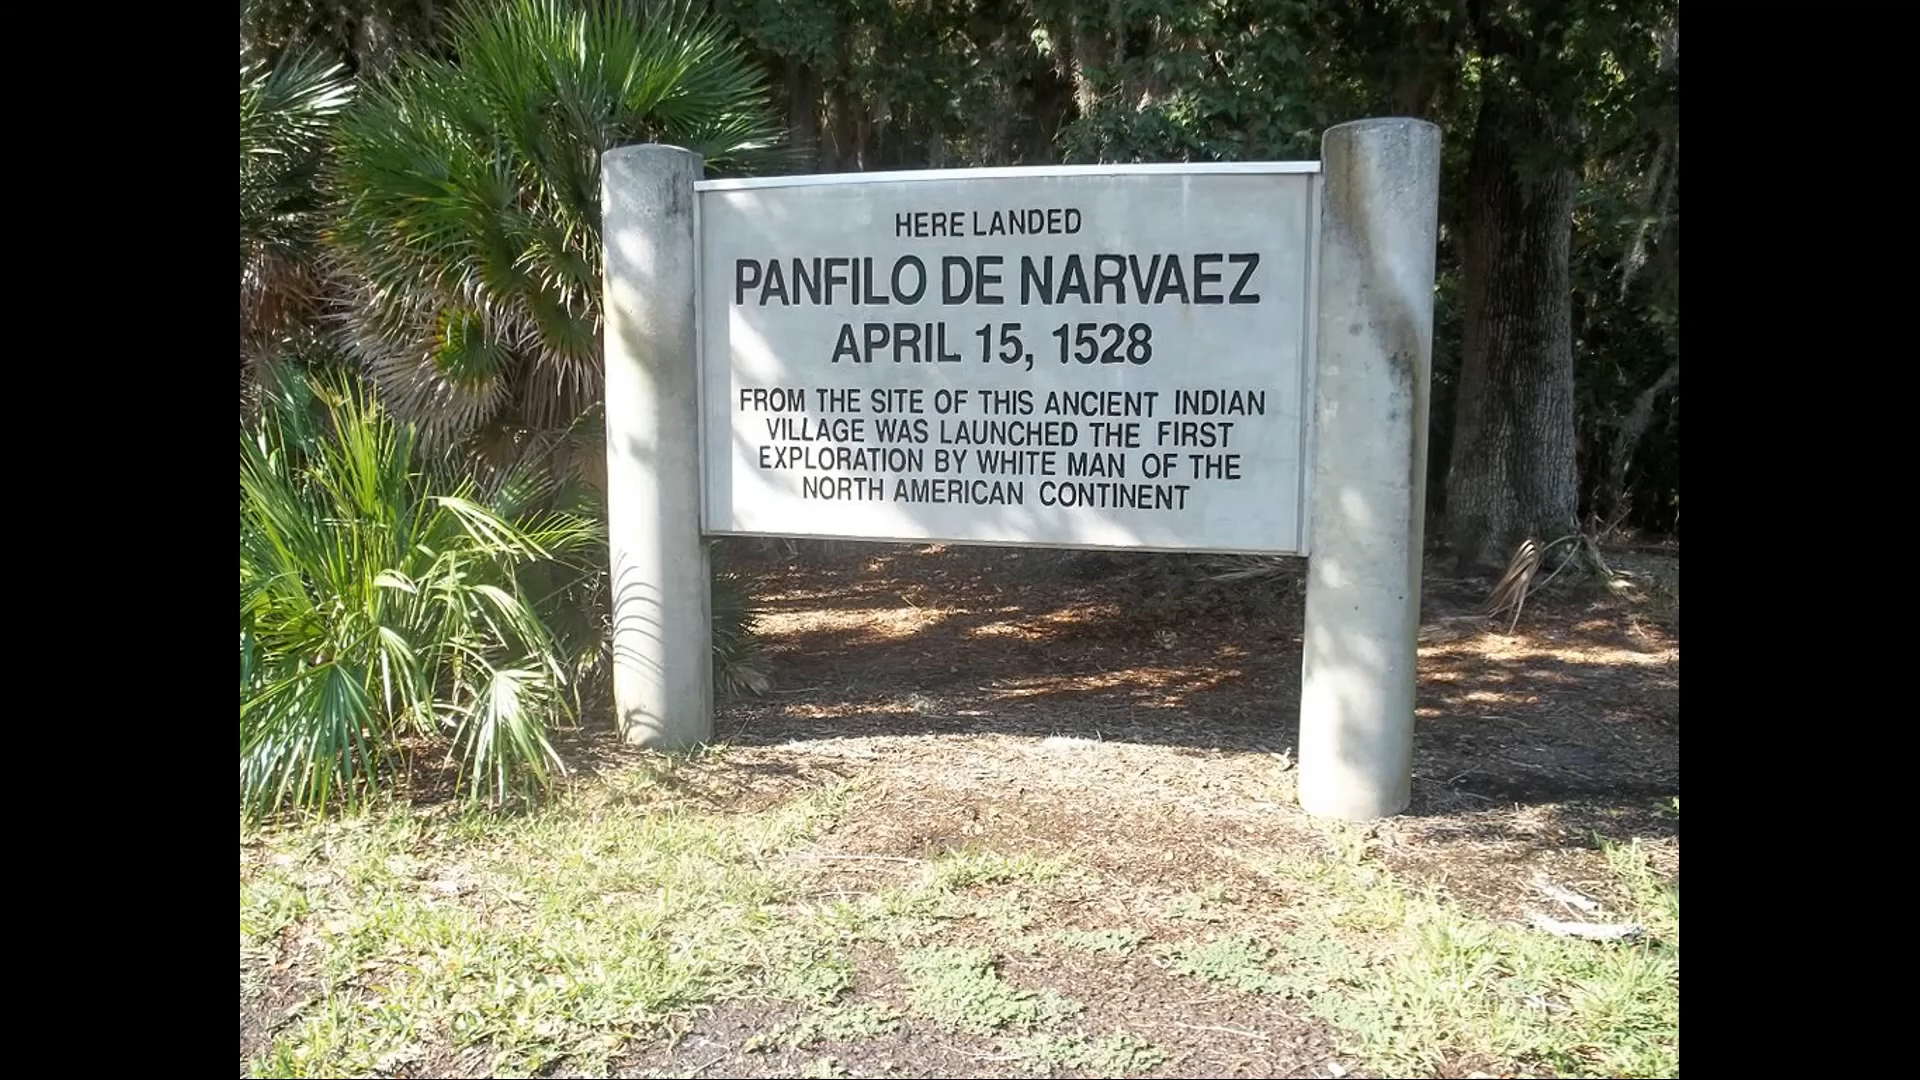 HERE LANDED
PANFILO DE NARVAEZ
APRIL 15, 1528
FROM THE SITE OF THIS ANCIENT INDIAN
VILLAGE WAS LAUNCHED THE FIRST
EXPLORATION BY WHITE MAN OF THE
NORTH AMERICAN CONTINENT